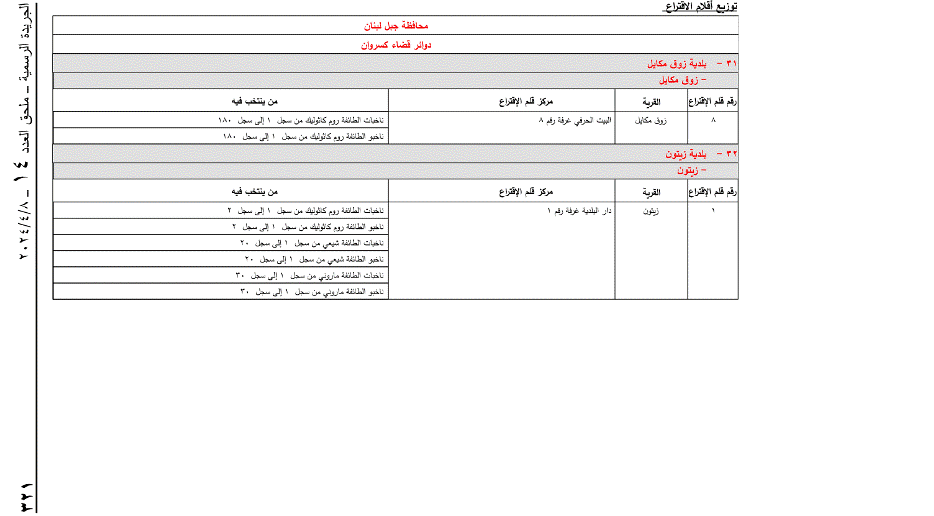 توزيع أقلام الإقتراع
محافظة جبل لبنان
دوائر قضاء كسروان
٣١ - بلدية زوق مكايل
- زوق مكايل
رقم قلم الإقتراع القرية مركز قلم الإقتراع من ينتخب فيه
٨ زوق مكايل البيت الحرفي غرفة رقم ٨ ناخبات الطائفة روم كاثوليك من سجل ١ إلى سجل ١٨٠
ناخبو الطائفة روم كاثوليك من سجل ١ إلى سجل ١٨٠
٣٢ - بلدية زيتون
- زيتون
رقم قلم الإقتراع القرية مركز قلم الإقتراع من ينتخب فيه
١ زيتون دار البلدية غرفة رقم ١ ناخبات الطائفة روم كاثوليك من سجل ١ إلى سجل ٢
ناخبو الطائفة روم كاثوليك من سجل ١ إلى سجل ٢
ناخبات الطائفة شيعي من سجل ١ إلى سجل ٢٠
ناخبو الطائفة شيعي من سجل ١ إلى سجل ٢٠
ناخبات الطائفة ماروني من سجل ١ إلى سجل ٣٠
ناخبو الطائفة ماروني من سجل ١ إلى سجل ٣٠
الجريدة الرسمية – ملحق العدد ١٤ – ٢٠٢٤/٤/٨
٣٢١